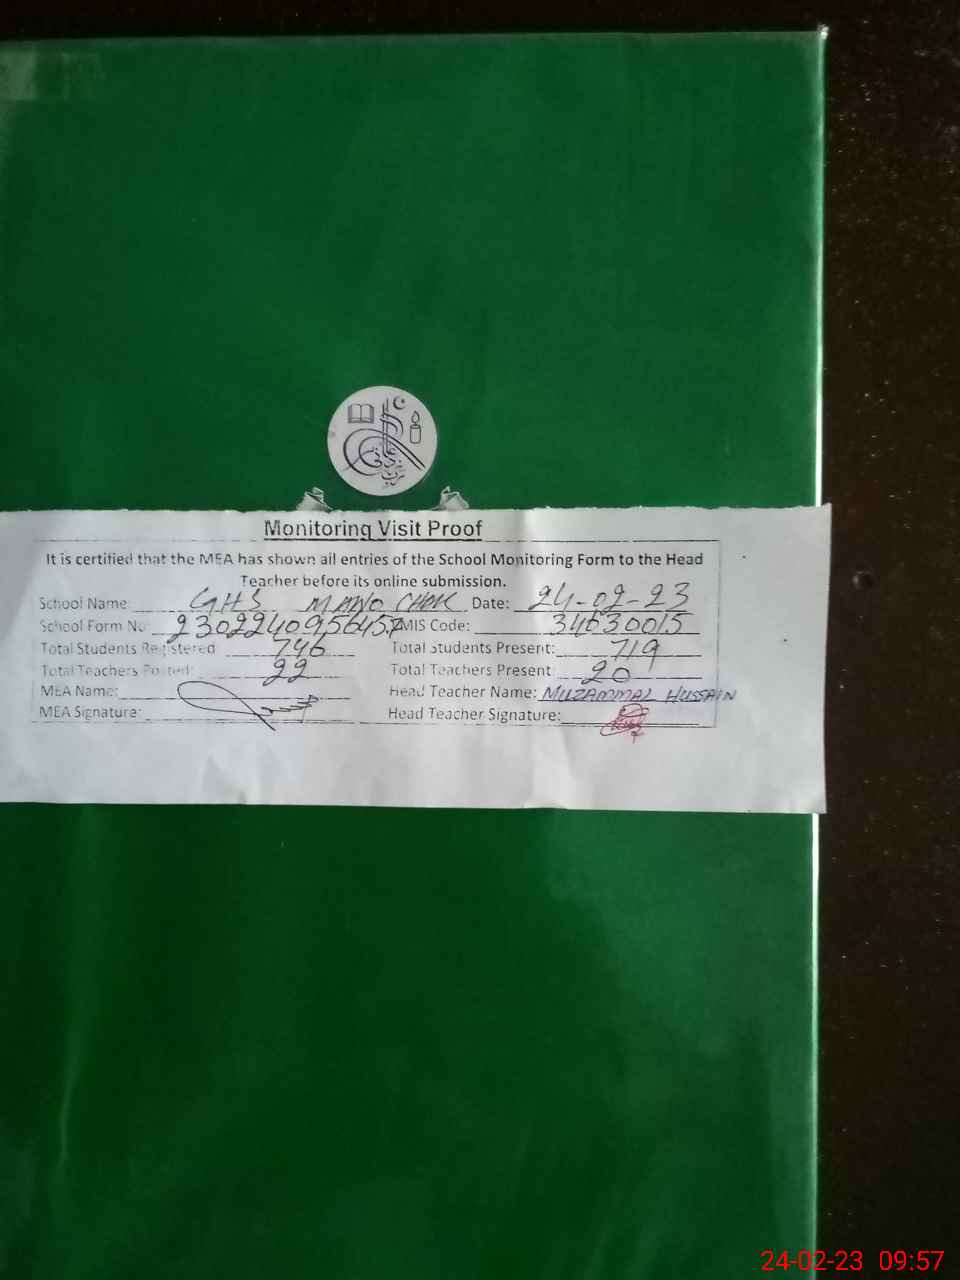 Monitoring Visit Proof
It is certified that the MEA has shown all entries of the School Monitoring Form to the Head
Teacher before its online submission.
School Name: GHS MAWO CHOK Date: 24-02-23
School Form No: 2302240956457 EMIS Code: 34630015
Total Students Registered 746 Total Students Present: 719
Total Teachers Posted: 22 Total Teachers Present: 20
MEA Name: Head Teacher Name: MUZAMMAL HUSSAIN
MEA Signature: Head Teacher Signature:
24-02-23 09:57